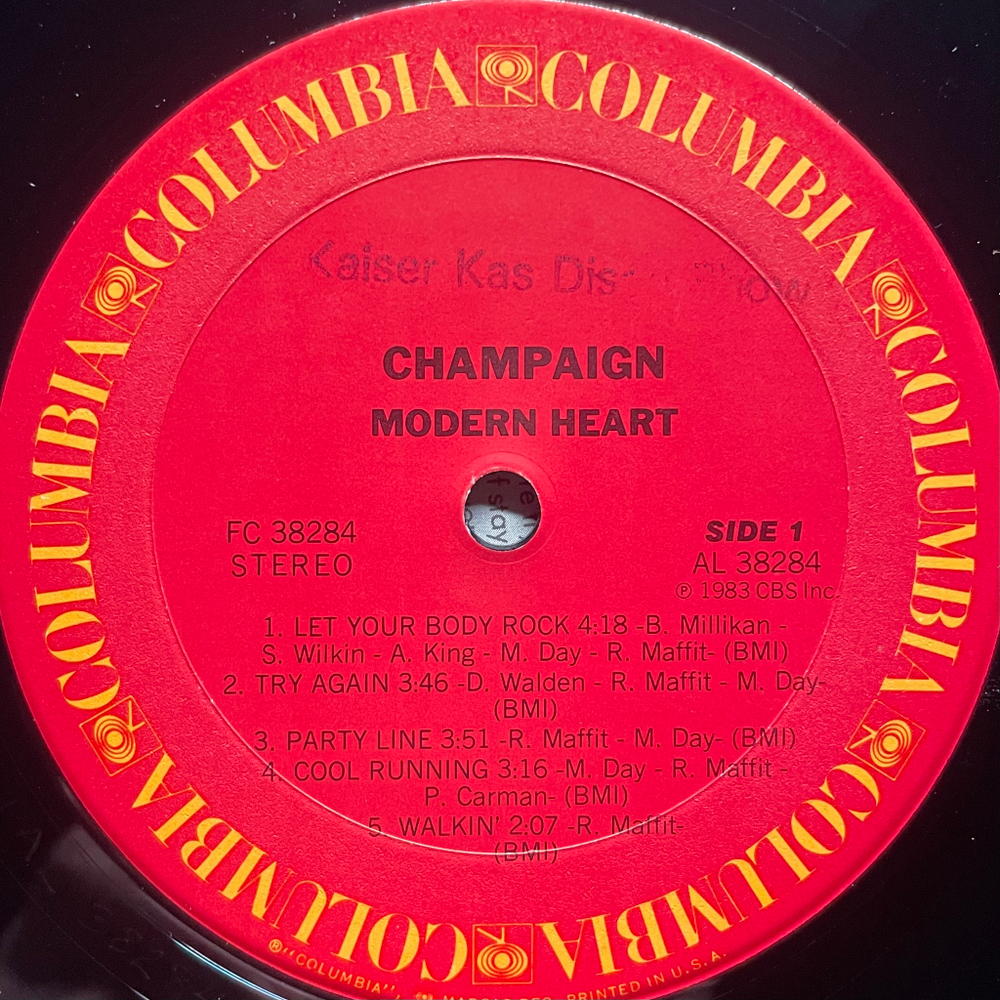 COLUMBIA COLUMBIA COLUMBIA COLUMBIA COLUMBIA COLUMBIA
Kaiser Kas
CHAMPAIGN
MODERN HEART
FC 38284
STEREO
SIDE 1
AL 38284
℗ 1983 CBS Inc.
1. LET YOUR BODY ROCK 4:18 -B. Millikan -
S. Wilkin - A. King - M. Day - R. Maffit- (BMI)
2. TRY AGAIN 3:46 -D. Walden - R. Maffit - M. Day-
(BMI)
3. PARTY LINE 3:51 -R. Maffit - M. Day- (BMI)
4. COOL RUNNING 3:16 -M. Day - R. Maffit -
P. Carman- (BMI)
5. WALKIN' 2:07 -R. Maffit-
(BMI)
®"COLUMBIA", MARCAS REG. PRINTED IN U.S.A.
stay